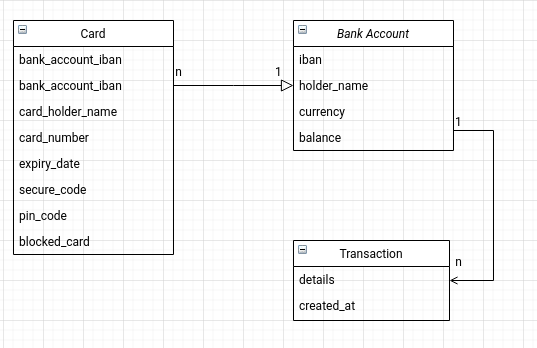 Card
bank_account_iban
bank_account_iban
card_holder_name
card_number
expiry_date
secure_code
pin_code
blocked_card
n
1
Bank Account
iban
holder_name
currency
balance
1
n
Transaction
details
created_at